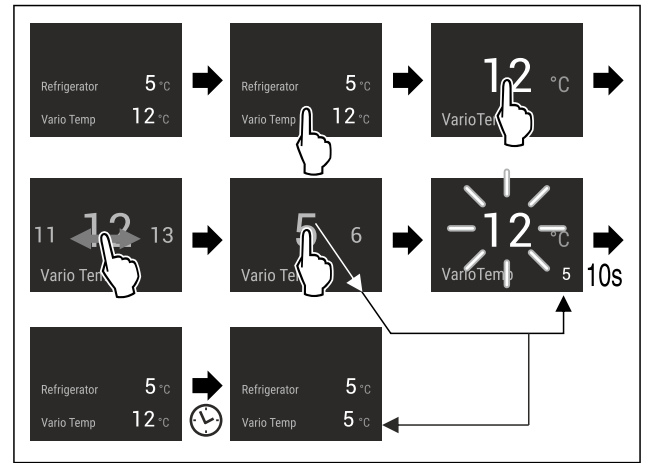 Refrigerator 5 °C
Vario Temp 12 °C
Refrigerator 5 °C
Vario Temp 12 °C
12 °C
VarioTemp
11 12 13
Vario Temp
5 6
Vario Te
12 °C
VarioTemp 5
10s
Refrigerator 5 °C
Vario Temp 12 °C
Refrigerator 5 °C
Vario Temp 5 °C